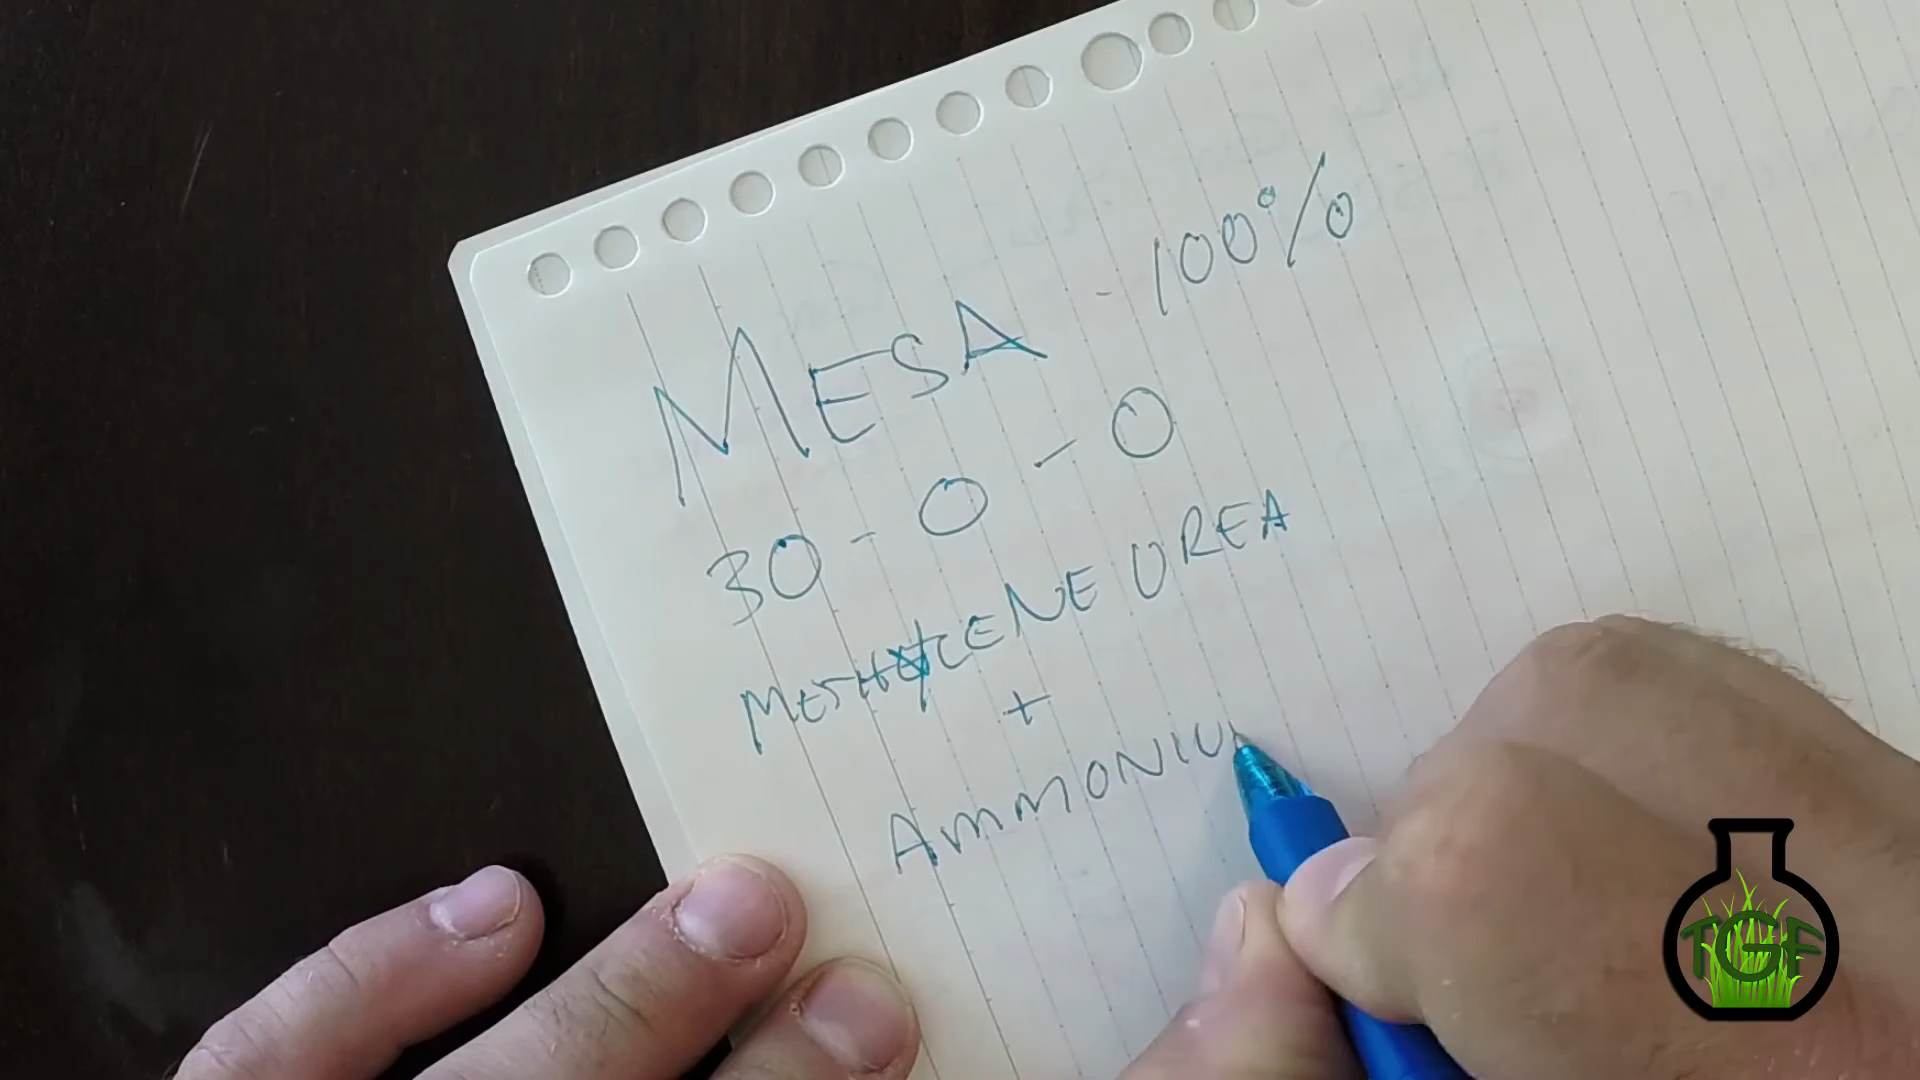 MESA - 100%
30-0-0
METHYLENE UREA
+
AMMONIU
TGF